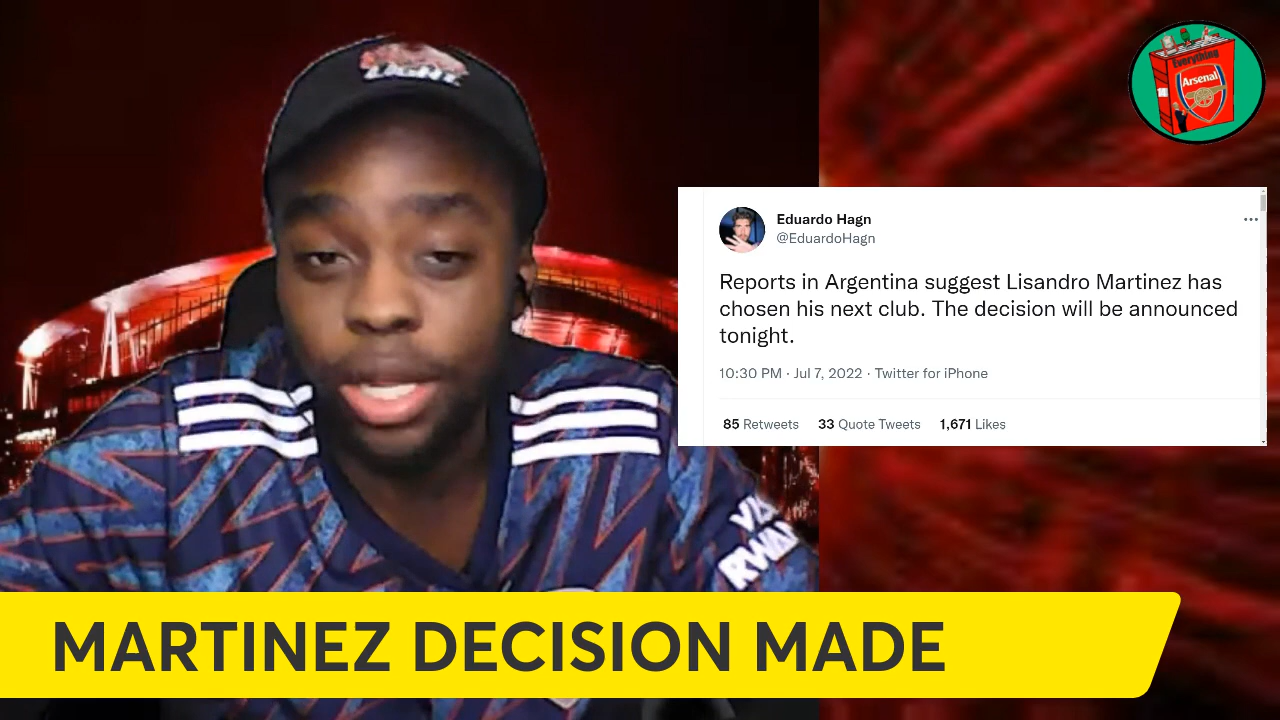 LIGHT
Everything
Arsenal
Eduardo Hagn
@EduardoHagn
Reports in Argentina suggest Lisandro Martinez has
chosen his next club. The decision will be announced
tonight.
10:30 PM · Jul 7, 2022 · Twitter for iPhone
85 Retweets 33 Quote Tweets 1,671 Likes
RWAN
MARTINEZ DECISION MADE